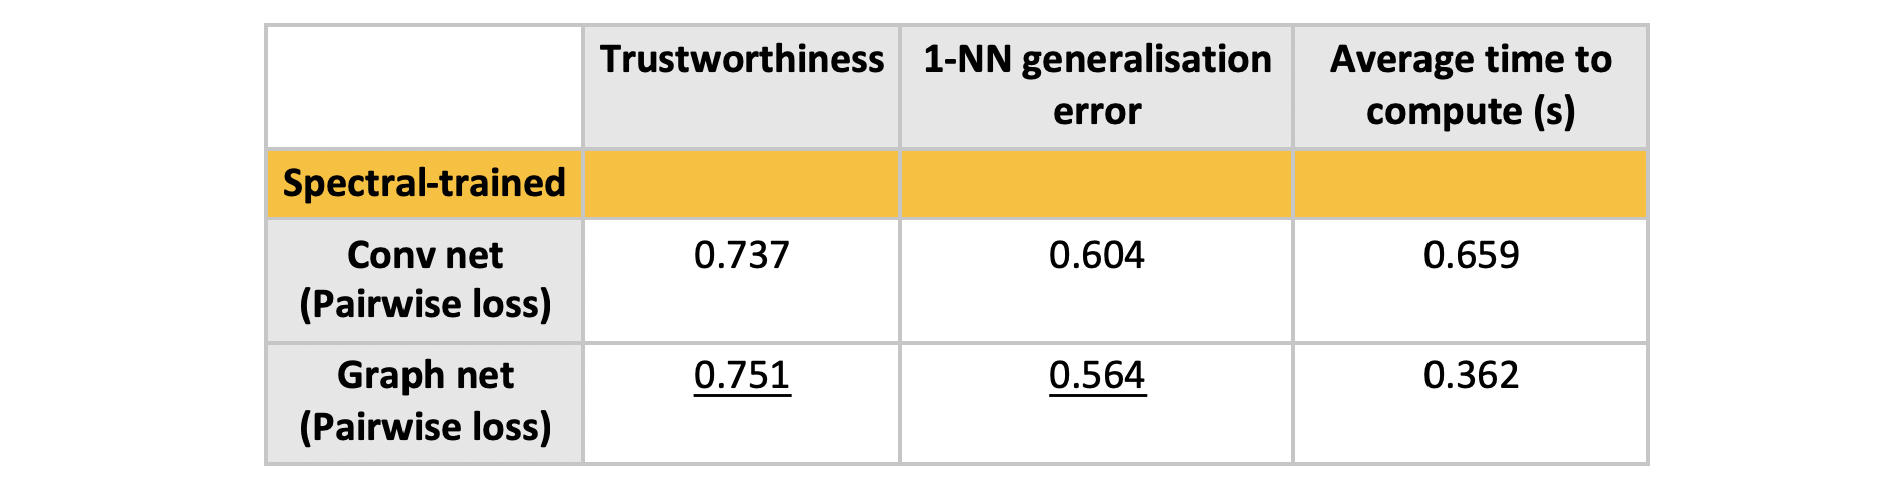 Trustworthiness
1-NN generalisation
error
Average time to
compute (s)
Spectral-trained
Conv net
(Pairwise loss)
0.737
0.604
0.659
Graph net
(Pairwise loss)
0.751
0.564
0.362